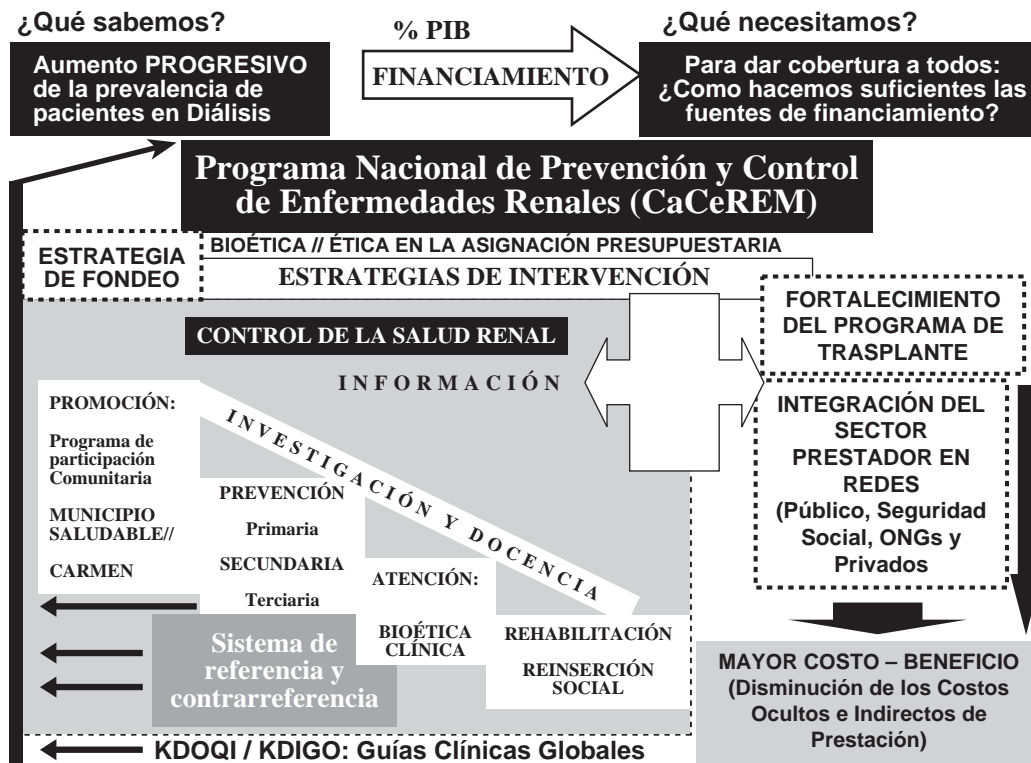 ¿Qué sabemos?
Aumento PROGRESIVO
de la prevalencia de
pacientes en Diálisis
% PIB
FINANCIAMIENTO
¿Qué necesitamos?
Para dar cobertura a todos:
¿Como hacemos suficientes las
fuentes de financiamiento?
Programa Nacional de Prevención y Control
de Enfermedades Renales (CaCeREM)
ESTRATEGIA
DE FONDEO
BIOÉTICA // ÉTICA EN LA ASIGNACIÓN PRESUPUESTARIA
ESTRATEGIAS DE INTERVENCIÓN
CONTROL DE LA SALUD RENAL
INFORMACIÓN
INVESTIGACIÓN Y DOCENCIA
PROMOCIÓN:
Programa de
participación
Comunitaria
MUNICIPIO
SALUDABLE//
CARMEN
PREVENCIÓN
Primaria
SECUNDARIA
Terciaria
ATENCIÓN:
BIOÉTICA
CLÍNICA
REHABILITACIÓN
REINSERCIÓN
SOCIAL
Sistema de
referencia y
contrarreferencia
KDOQI / KDIGO: Guías Clínicas Globales
FORTALECIMIENTO
DEL PROGRAMA DE
TRASPLANTE
INTEGRACIÓN DEL
SECTOR
PRESTADOR EN
REDES
(Público, Seguridad
Social, ONGs y
Privados
MAYOR COSTO – BENEFICIO
(Disminución de los Costos
Ocultos e Indirectos de
Prestación)